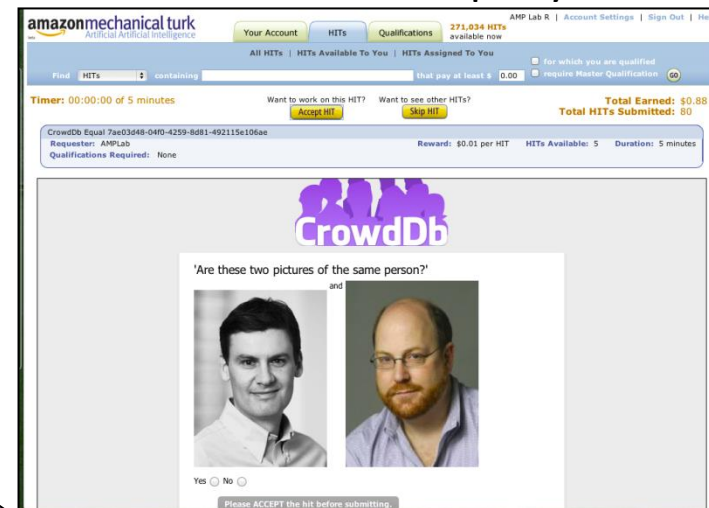 AMP Lab R | Account Settings | Sign Out | He
amazonmechanical turk
beta
Artificial Artificial Intelligence
Your Account
HITs
Qualifications
271,034 HITs
available now
All HITs | HITs Available To You | HITs Assigned To You
Find HITs containing that pay at least $ 0.00
for which you are qualified
require Master Qualification GO
Timer: 00:00:00 of 5 minutes
Want to work on this HIT? Want to see other HITs?
Accept HIT Skip HIT
Total Earned: $0.88
Total HITs Submitted: 80
CrowdDb Equal 7ae03d48-04f0-4259-8d81-492115e106ae
Requester: AMPLab Reward: $0.01 per HIT HITs Available: 5 Duration: 5 minutes
Qualifications Required: None
CrowdDb
'Are these two pictures of the same person?'
and
Yes No
Please ACCEPT the hit before submitting.